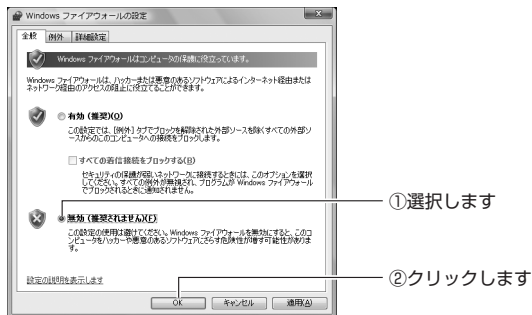 Windows ファイアウォールの設定
全般 例外 詳細設定
Windows ファイアウォールはコンピュータの保護に役立っています。
Windows ファイアウォールは、ハッカーまたは悪意のあるソフトウェアによるインターネット経由または
ネットワーク経由のアクセスの阻止に役立てることができます。
有効 (推奨)(O)
この設定では、[例外] タブでブロックを解除された外部ソースを除くすべての外部ソ
ースからのこのコンピュータへの接続をブロックします。
すべての着信接続をブロックする(B)
セキュリティの保護が弱いネットワークに接続するときには、このオプションを選択
してください。すべての例外が無視され、プログラムが Windows ファイアウォール
でブロックされるときに通知されません。
無効 (推奨されません)(F)
この設定の使用は避けてください。Windows ファイアウォールを無効にすると、このコ
ンピュータをハッカーや悪意のあるソフトウェアにさらす危険性が増す可能性がありま
す。
設定の説明を表示します
OK キャンセル 適用(A)
①選択します
②クリックします